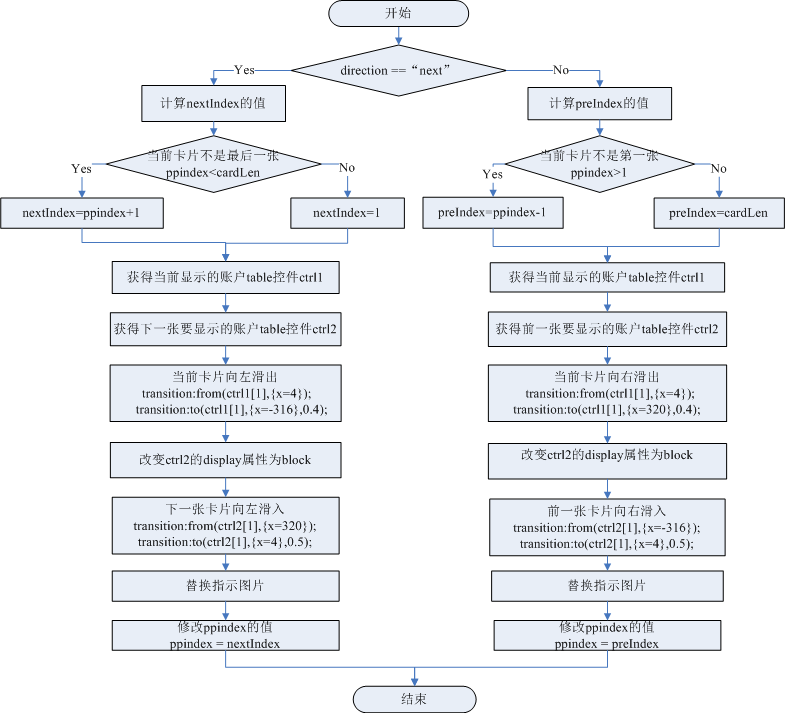 开始
direction ==“next”
Yes
No
计算nextIndex的值
计算preIndex的值
当前卡片不是最后一张
ppindex<cardLen
Yes
No
当前卡片不是第一张
ppindex>1
Yes
No
nextIndex=ppindex+1
nextIndex=1
preIndex=ppindex-1
preIndex=cardLen
获得当前显示的账户table控件ctrl1
获得下一张要显示的账户table控件ctrl2
当前卡片向左滑出
transition:from(ctrl1[1],{x=4});
transition:to(ctrl1[1],{x=-316},0.4);
改变ctrl2的display属性为block
下一张卡片向左滑入
transition:from(ctrl2[1],{x=320});
transition:to(ctrl2[1],{x=4},0.5);
替换指示图片
修改ppindex的值
ppindex = nextIndex
获得当前显示的账户table控件ctrl1
获得前一张要显示的账户table控件ctrl2
当前卡片向右滑出
transition:from(ctrl1[1],{x=4});
transition:to(ctrl1[1],{x=320},0.4);
改变ctrl2的display属性为block
前一张卡片向右滑入
transition:from(ctrl2[1],{x=-316});
transition:to(ctrl2[1],{x=4},0.5);
替换指示图片
修改ppindex的值
ppindex = preIndex
结束